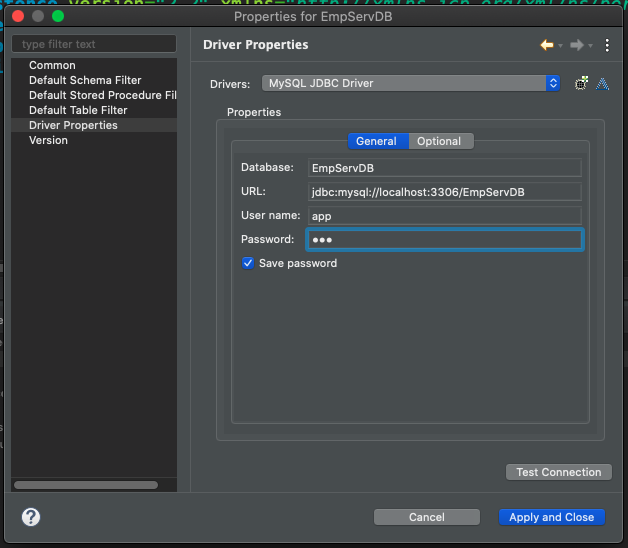 Properties for EmpServDB
type filter text
Common
Default Schema Filter
Default Stored Procedure Fil
Default Table Filter
Driver Properties
Version
Driver Properties
Drivers: MySQL JDBC Driver
Properties
General Optional
Database: EmpServDB
URL: jdbc:mysql://localhost:3306/EmpServDB
User name: app
Password: •••
Save password
Test Connection
? Cancel Apply and Close